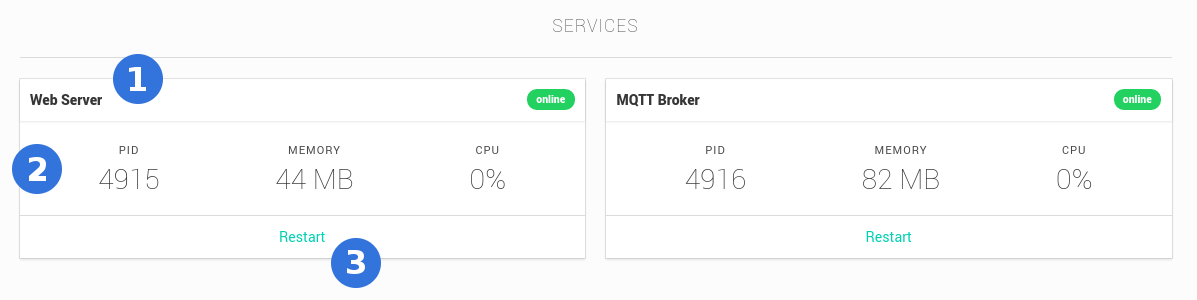 SERVICES
1
Web Server online
2
PID MEMORY CPU
4915 44 MB 0%
Restart
3
MQTT Broker online
PID MEMORY CPU
4916 82 MB 0%
Restart